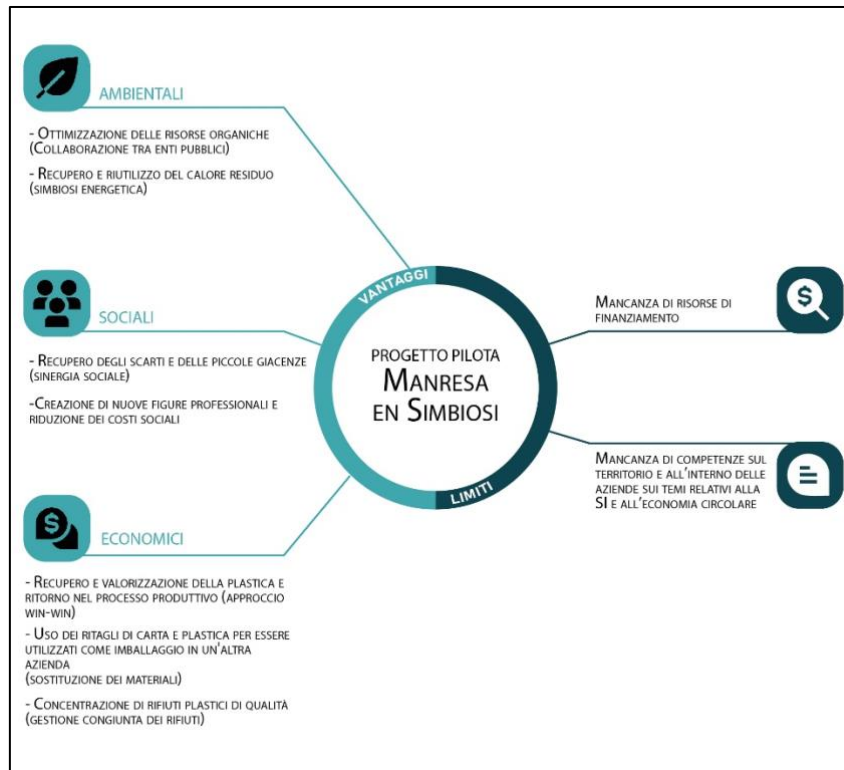 AMBIENTALI
- OTTIMIZZAZIONE DELLE RISORSE ORGANICHE
(COLLABORAZIONE TRA ENTI PUBBLICI)
- RECUPERO E RIUTILIZZO DEL CALORE RESIDUO
(SIMBIOSI ENERGETICA)
SOCIALI
- RECUPERO DEGLI SCARTI E DELLE PICCOLE GIACENZE
(SINERGIA SOCIALE)
-CREAZIONE DI NUOVE FIGURE PROFESSIONALI E
RIDUZIONE DEI COSTI SOCIALI
ECONOMICI
- RECUPERO E VALORIZZAZIONE DELLA PLASTICA E
RITORNO NEL PROCESSO PRODUTTIVO (APPROCCIO
WIN-WIN)
- USO DEI RITAGLI DI CARTA E PLASTICA PER ESSERE
UTILIZZATI COME IMBALLAGGIO IN UN'ALTRA
AZIENDA
(SOSTITUZIONE DEI MATERIALI)
- CONCENTRAZIONE DI RIFIUTI PLASTICI DI QUALITÀ
(GESTIONE CONGIUNTA DEI RIFIUTI)
VANTAGGI
PROGETTO PILOTA
MANRESA
EN SIMBIOSI
LIMITI
MANCANZA DI RISORSE DI
FINANZIAMENTO
MANCANZA DI COMPETENZE SUL
TERRITORIO E ALL'INTERNO DELLE
AZIENDE SUI TEMI RELATIVI ALLA
SI E ALL'ECONOMIA CIRCOLARE